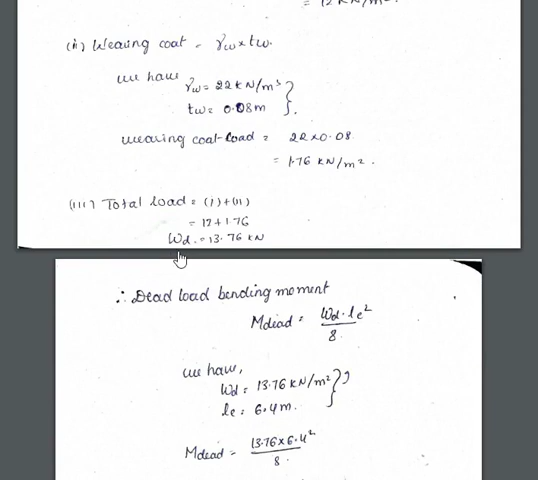 = 12 KN/m².
(ii) Wearing coat = γw × tw.
we have γw = 22 KN/m³
tw = 0.08m
wearing coat load = 22×0.08
= 1.76 KN/m².
(iii) Total load = (i)+(ii)
= 12+1.76
Wd = 13.76 KN
∴ Dead load bending moment
Mdead = Wd·le²/8
we have,
Wd = 13.76 KN/m²
le = 6.4m.
Mdead = 13.76×6.4²/8.